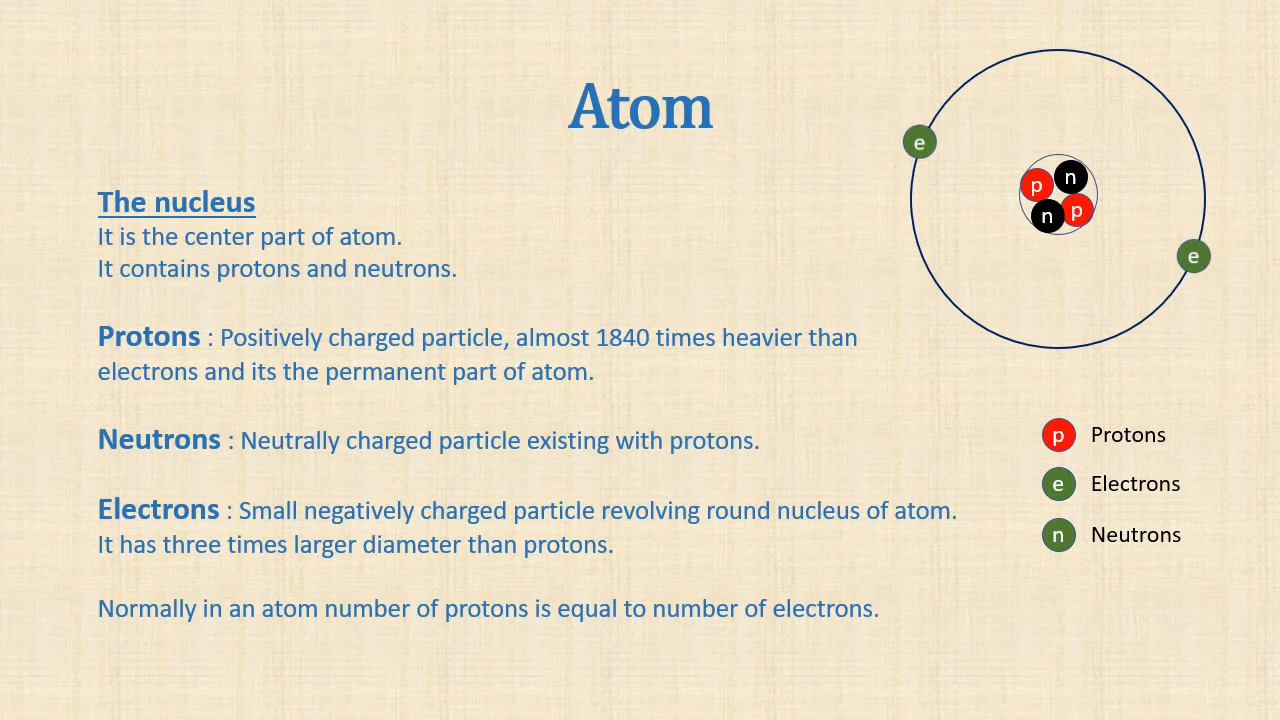 Atom
The nucleus
It is the center part of atom.
It contains protons and neutrons.
Protons : Positively charged particle, almost 1840 times heavier than
electrons and its the permanent part of atom.
Neutrons : Neutrally charged particle existing with protons.
Electrons : Small negatively charged particle revolving round nucleus of atom.
It has three times larger diameter than protons.
Normally in an atom number of protons is equal to number of electrons.
e
p
n
n
p
e
p Protons
e Electrons
n Neutrons